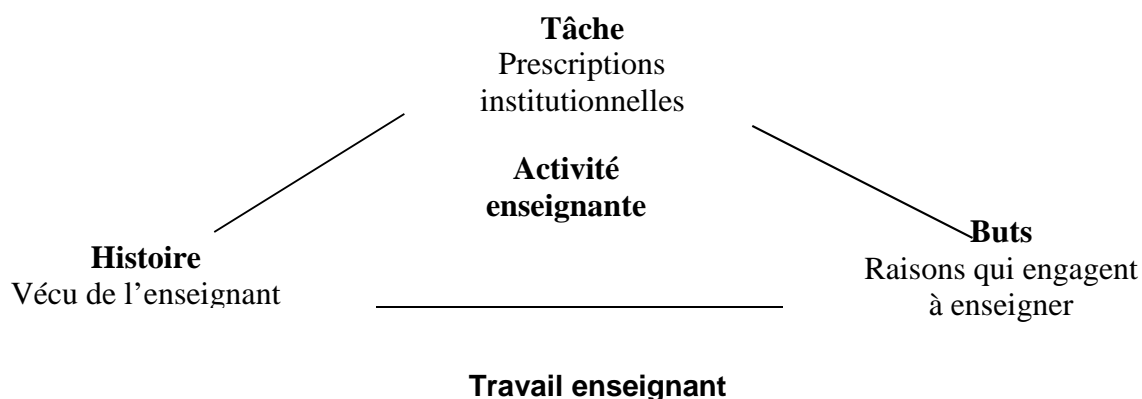 Tâche
Prescriptions
institutionnelles
Activité
enseignante
Histoire
Vécu de l’enseignant
Buts
Raisons qui engagent
à enseigner
Travail enseignant